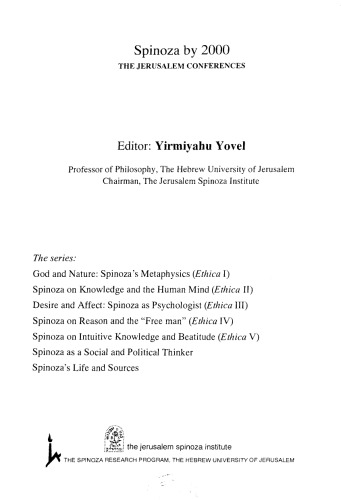 Spinoza by 2000
THE JERUSALEM CONFERENCES
Editor: Yirmiyahu Yovel
Professor of Philosophy, The Hebrew University of Jerusalem
Chairman, The Jerusalem Spinoza Institute
The series:
God and Nature: Spinoza's Metaphysics (Ethica I)
Spinoza on Knowledge and the Human Mind (Ethica II)
Desire and Affect: Spinoza as Psychologist (Ethica III)
Spinoza on Reason and the "Free man" (Ethica IV)
Spinoza on Intuitive Knowledge and Beatitude (Ethica V)
Spinoza as a Social and Political Thinker
Spinoza's Life and Sources
the jerusalem spinoza institute
THE SPINOZA RESEARCH PROGRAM, THE HEBREW UNIVERSITY OF JERUSALEM